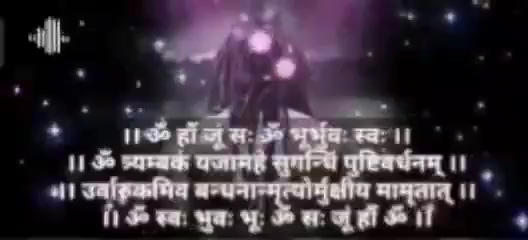 ।। ॐ हाँ जूं सः ॐ भूर्भुवः स्वः ।।
।। ॐ त्र्यम्बकं यजामहे सुगन्धिं पुष्टिवर्धनम् ।।
।। उर्वारुकमिव बन्धनान्मृत्योर्मुक्षीय मामृतात् ।।
।। ॐ स्वः भुवः भूः ॐ सः जूं हाँ ॐ ।।